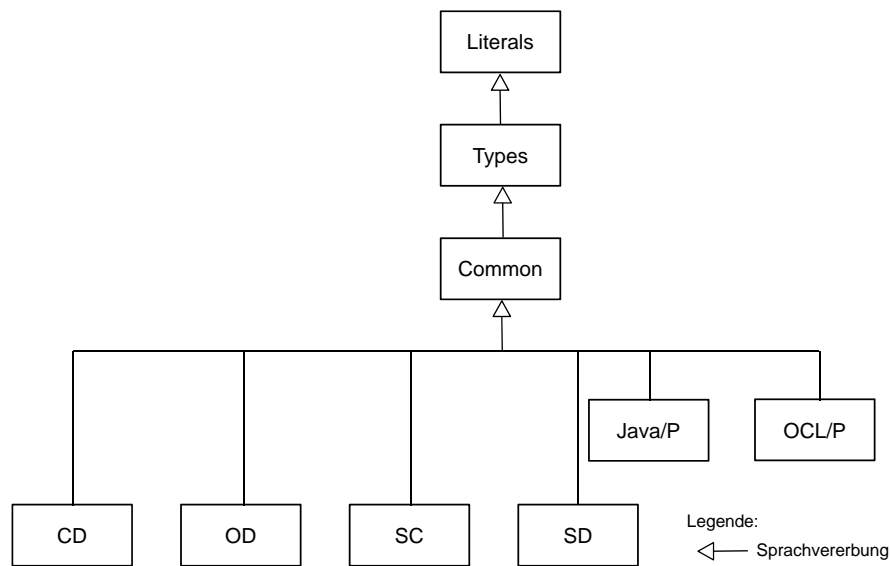 Literals
Types
Common
Java/P
OCL/P
CD
OD
SC
SD
Legende:
Sprachvererbung